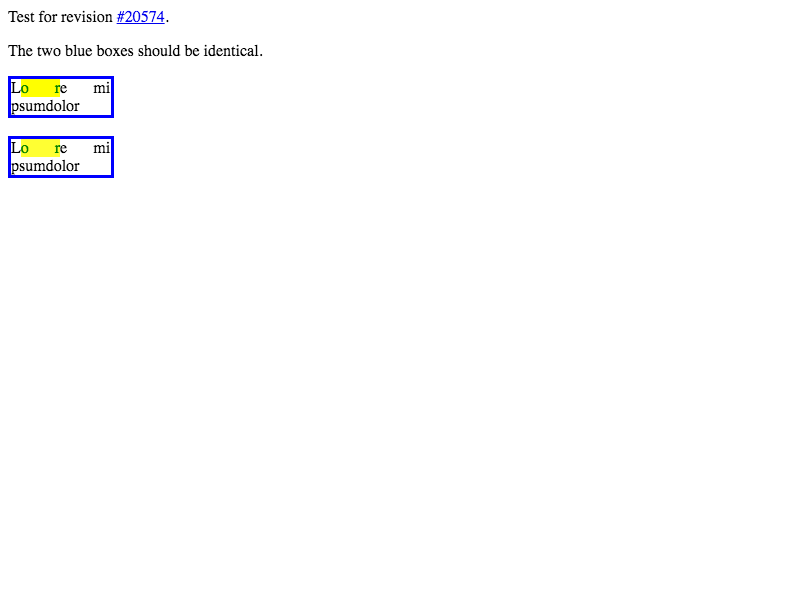 Test for revision #20574.
The two blue boxes should be identical.
Lo re mi
psumdolor
Lo re mi
psumdolor